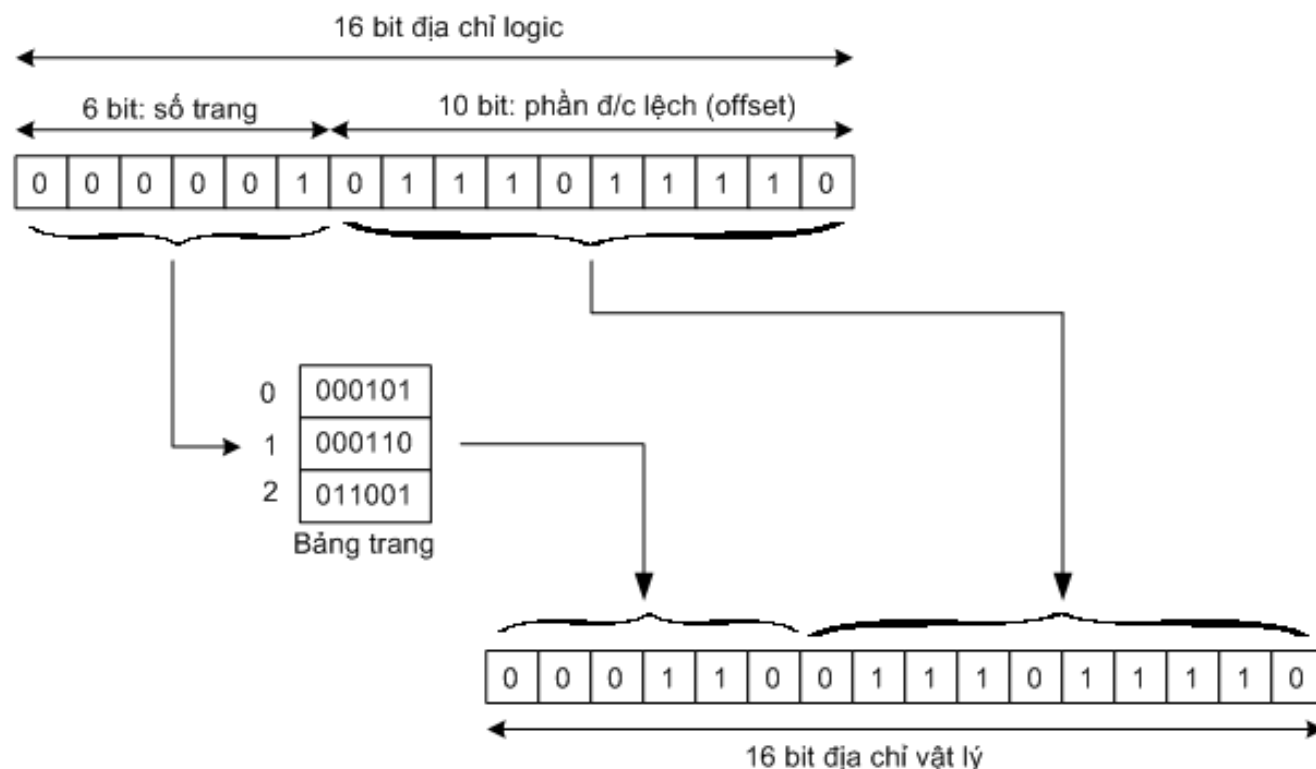 16 bit địa chỉ logic
6 bit: số trang
10 bit: phần đ/c lệch (offset)
0 0 0 0 0 1 0 1 1 1 0 1 1 1 1 0
0 000101
1 000110
2 011001
Bảng trang
0 0 0 1 1 0 0 1 1 1 0 1 1 1 1 0
16 bit địa chỉ vật lý